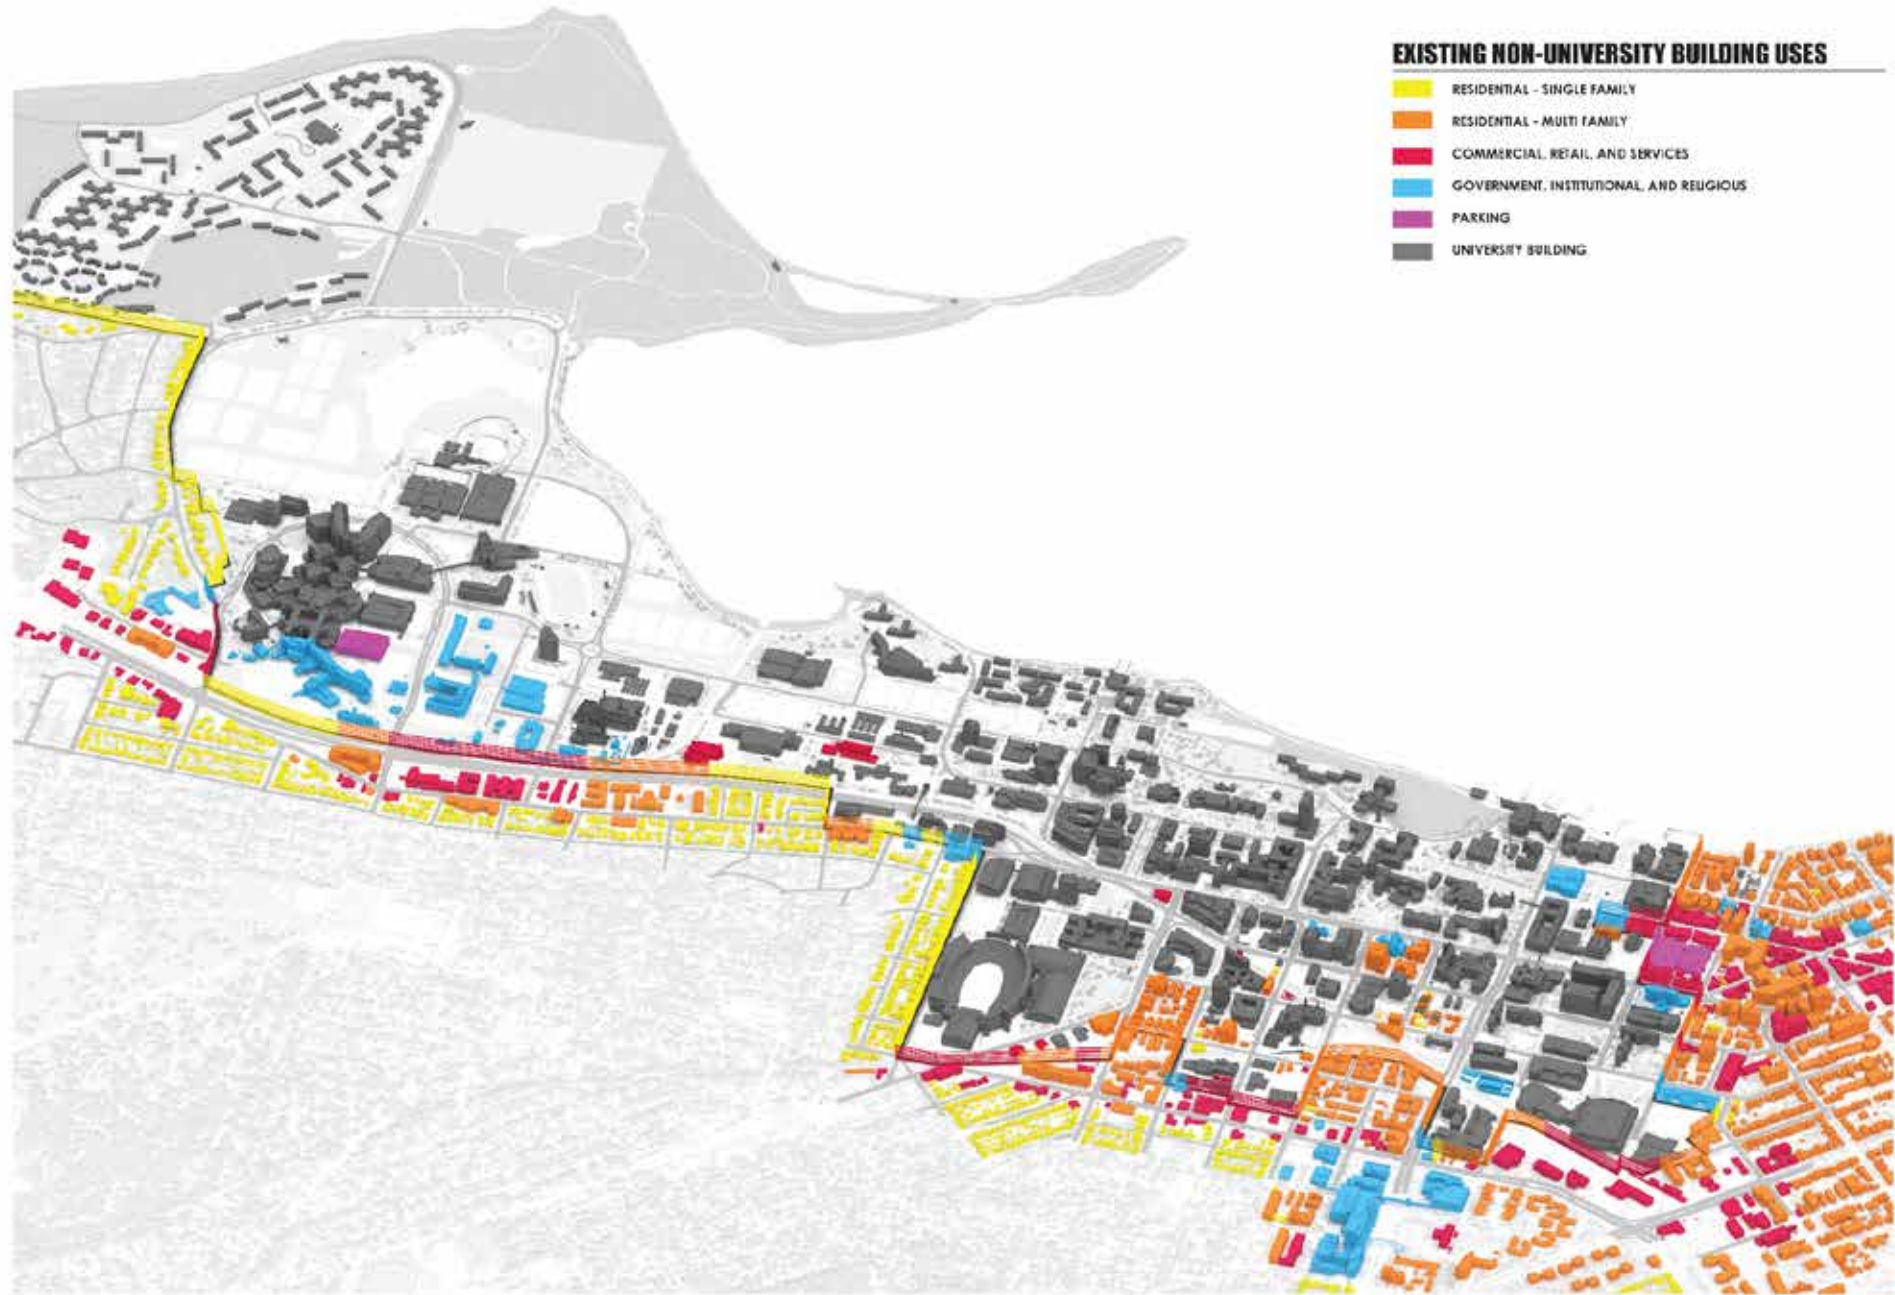 EXISTING NON-UNIVERSITY BUILDING USES
RESIDENTIAL - SINGLE FAMILY
RESIDENTIAL - MULTI FAMILY
COMMERCIAL, RETAIL, AND SERVICES
GOVERNMENT, INSTITUTIONAL, AND RELIGIOUS
PARKING
UNIVERSITY BUILDING